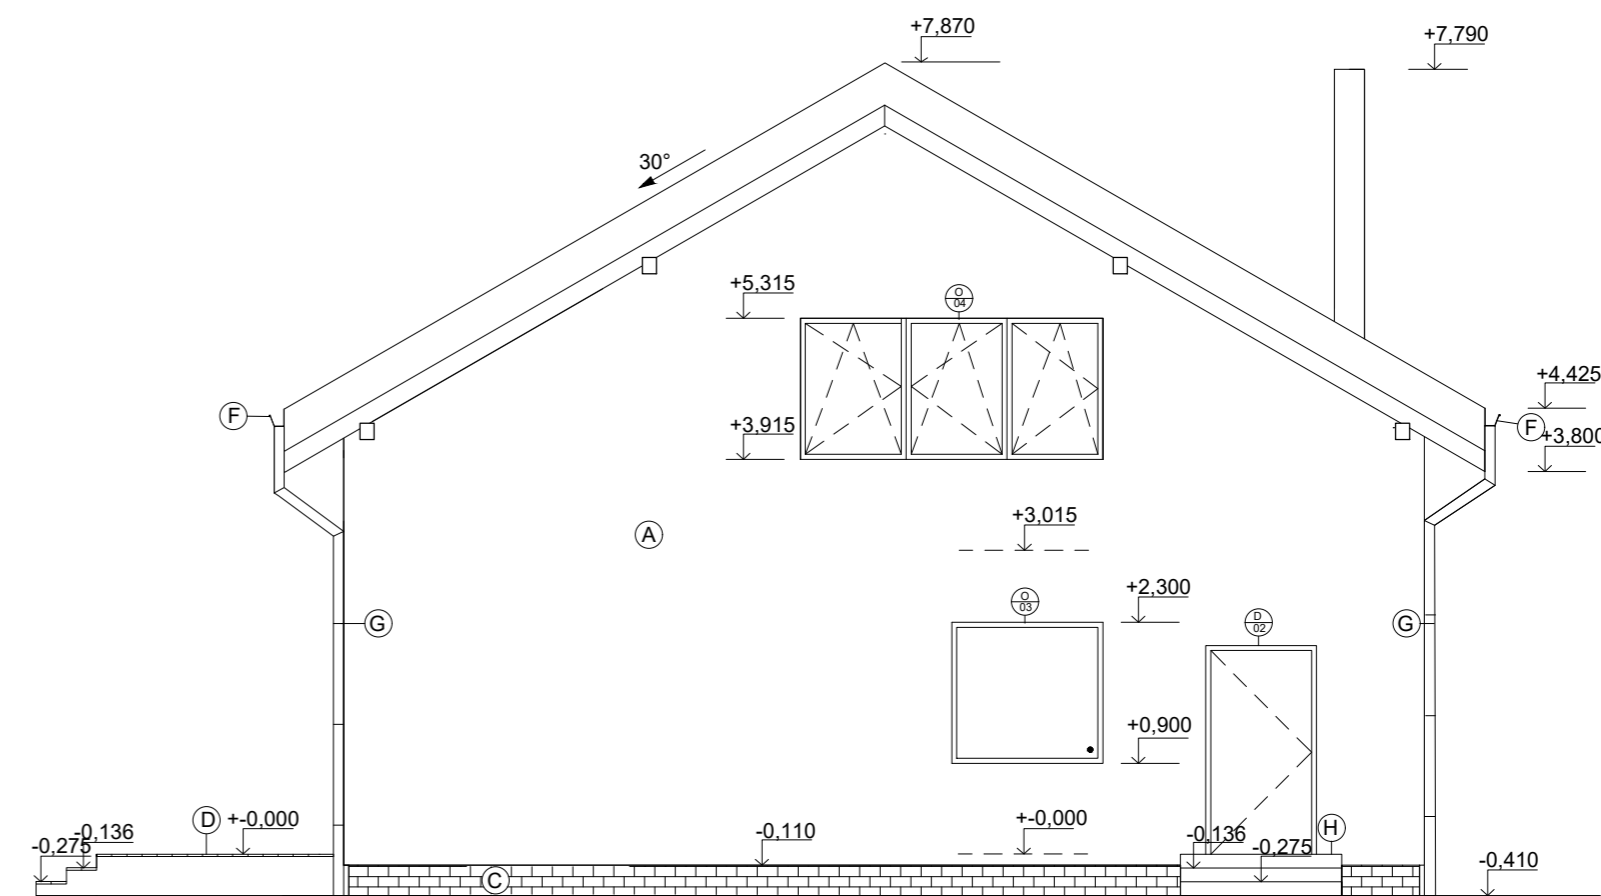 +7,870
+7,790
30°
+5,315
O
04
+4,425
F
+3,915
F
+3,800
+3,015
A
+2,300
O
03
G
D
02
G
+0,900
D
+-0,000
-0,136
-0,275
-0,110
+-0,000
-0,136
H
-0,275
C
-0,410